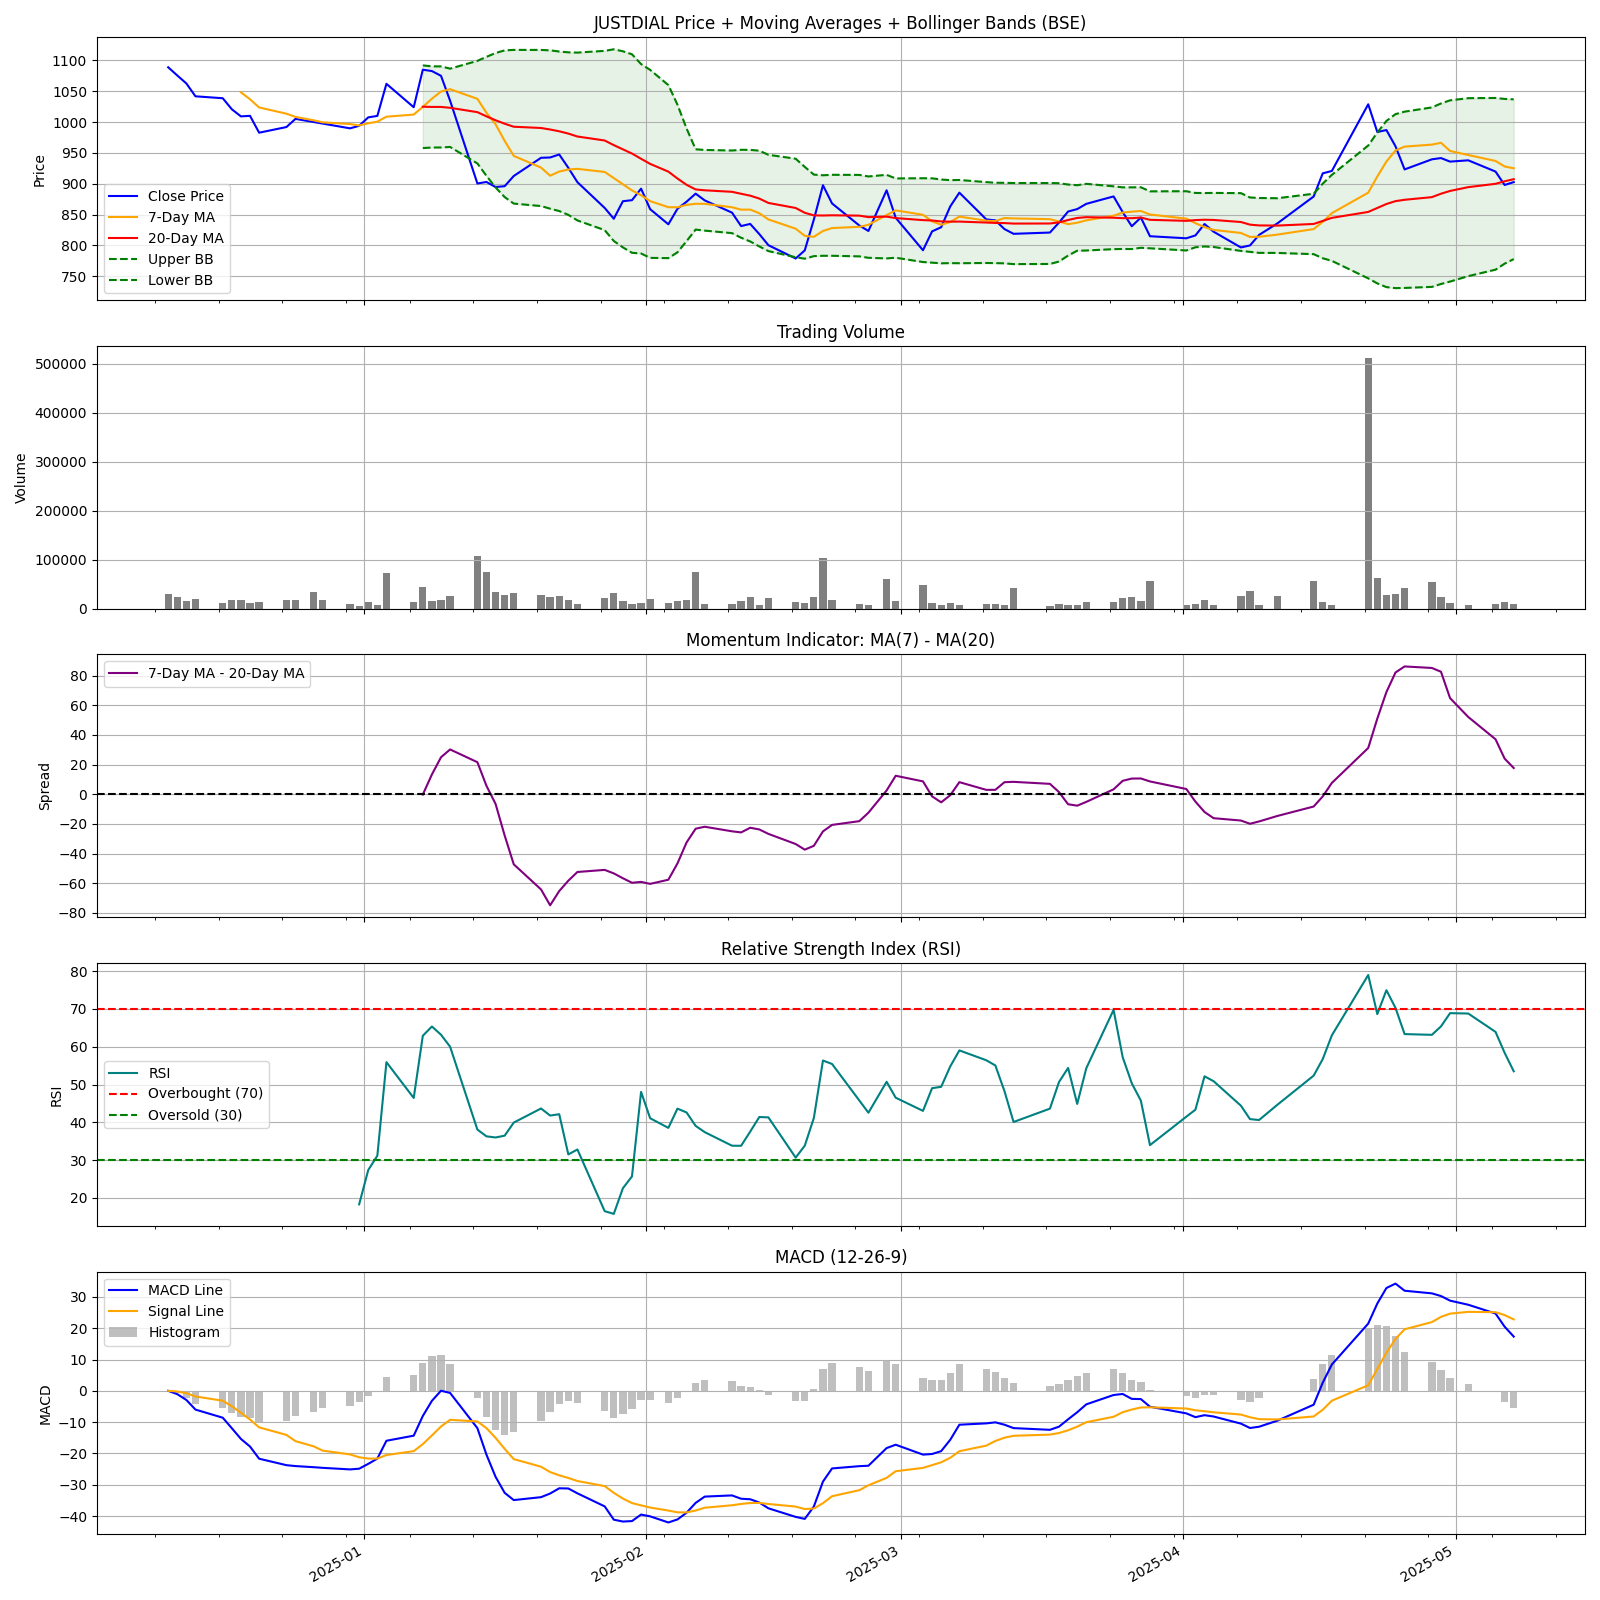 JUSTDIAL Price + Moving Averages + Bollinger Bands (BSE)
Price
1100
1050
1000
950
900
850
800
750
Close Price
7-Day MA
20-Day MA
Upper BB
Lower BB
Trading Volume
Volume
500000
400000
300000
200000
100000
0
Momentum Indicator: MA(7) - MA(20)
Spread
80
60
40
20
0
−20
−40
−60
−80
7-Day MA - 20-Day MA
Relative Strength Index (RSI)
RSI
80
70
60
50
40
30
20
RSI
Overbought (70)
Oversold (30)
MACD (12-26-9)
MACD
30
20
10
0
−10
−20
−30
−40
MACD Line
Signal Line
Histogram
2025-01
2025-02
2025-03
2025-04
2025-05